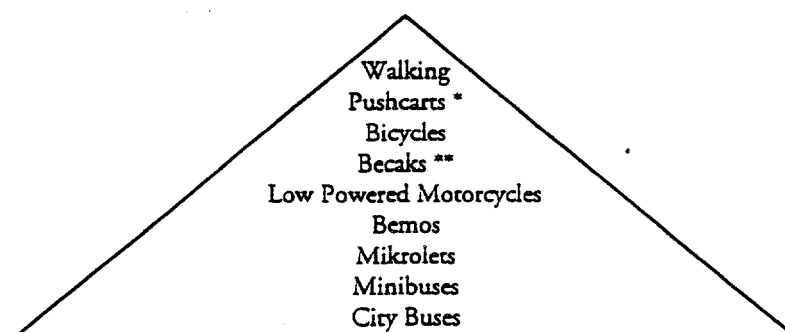 Walking
Pushcarts *
Bicycles
Becaks **
Low Powered Motorcycles
Bemos
Mikrolets
Minibuses
City Buses